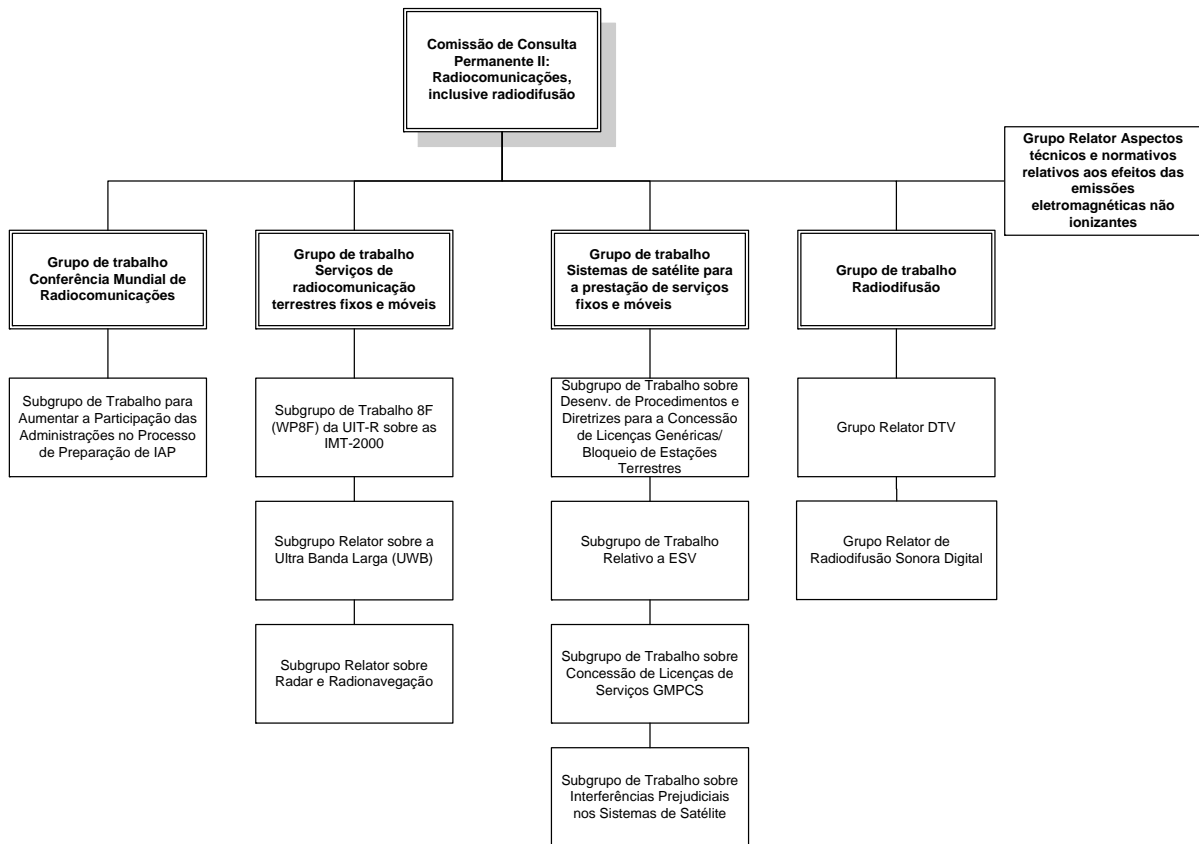 Comissão de Consulta
Permanente II:
Radiocomunicações,
inclusive radiodifusão
Grupo Relator Aspectos
técnicos e normativos
relativos aos efeitos das
emissões
eletromagnéticas não
ionizantes
Grupo de trabalho
Conferência Mundial de
Radiocomunicações
Grupo de trabalho
Serviços de
radiocomunicação
terrestres fixos e móveis
Grupo de trabalho
Sistemas de satélite para
a prestação de serviços
fixos e móveis
Grupo de trabalho
Radiodifusão
Subgrupo de Trabalho para
Aumentar a Participação das
Administrações no Processo
de Preparação de IAP
Subgrupo de Trabalho 8F
(WP8F) da UIT-R sobre as
IMT-2000
Subgrupo de Trabalho sobre
Desenv. de Procedimentos e
Diretrizes para a Concessão
de Licenças Genéricas/
Bloqueio de Estações
Terrestres
Grupo Relator DTV
Subgrupo Relator sobre a
Ultra Banda Larga (UWB)
Subgrupo de Trabalho
Relativo a ESV
Grupo Relator de
Radiodifusão Sonora Digital
Subgrupo Relator sobre
Radar e Radionavegação
Subgrupo de Trabalho sobre
Concessão de Licenças de
Serviços GMPCS
Subgrupo de Trabalho sobre
Interferências Prejudiciais
nos Sistemas de Satélite